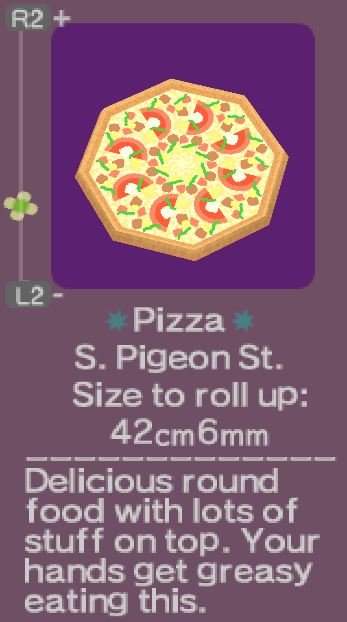 R2 +
L2 -
Pizza
S. Pigeon St.
Size to roll up:
42cm6mm
Delicious round
food with lots of
stuff on top. Your
hands get greasy
eating this.